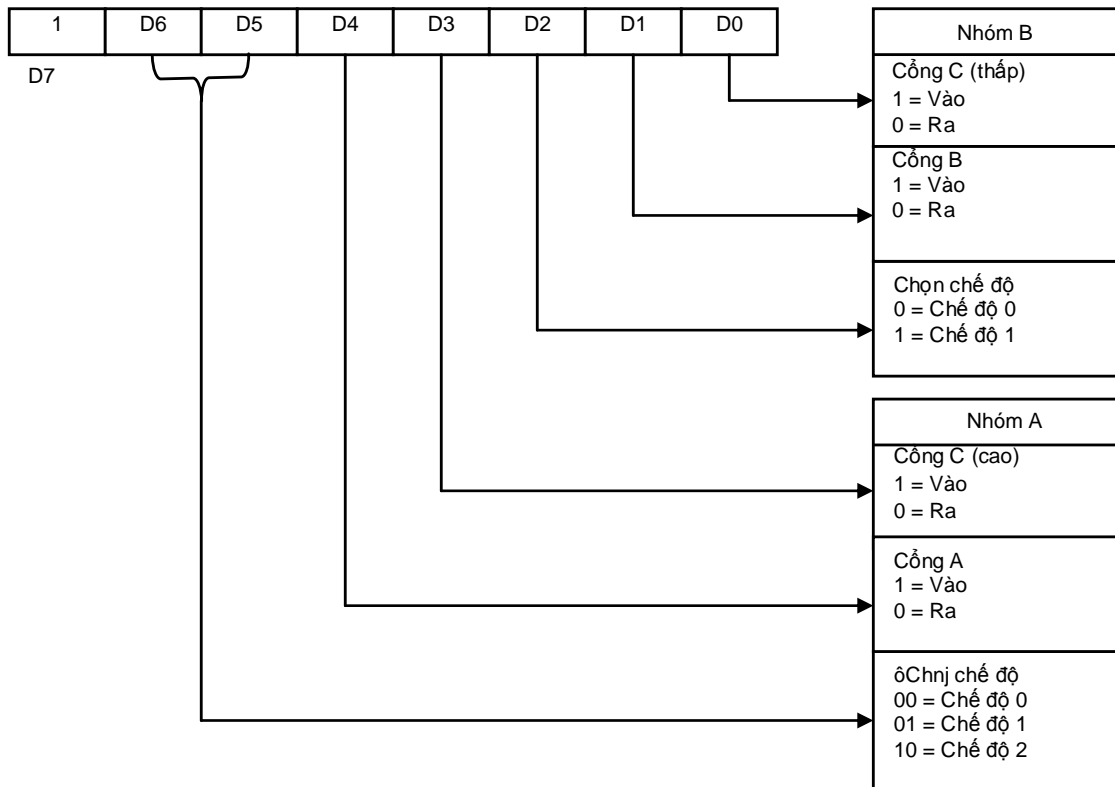 1 D6 D5 D4 D3 D2 D1 D0
D7
Nhóm B
Cổng C (thấp)
1 = Vào
0 = Ra
Cổng B
1 = Vào
0 = Ra
Chọn chế độ
0 = Chế độ 0
1 = Chế độ 1
Nhóm A
Cổng C (cao)
1 = Vào
0 = Ra
Cổng A
1 = Vào
0 = Ra
ôChnj chế độ
00 = Chế độ 0
01 = Chế độ 1
10 = Chế độ 2